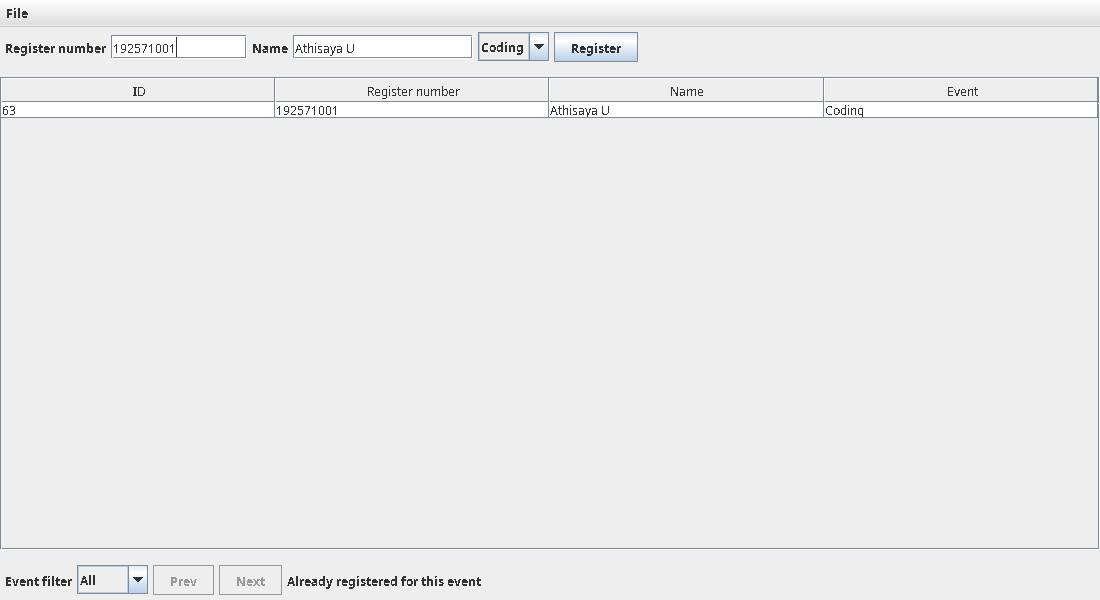 File
Register number 192571001 Name Athisaya U Coding Register
ID Register number Name Event
63 192571001 Athisaya U Coding
Event filter All Prev Next Already registered for this event